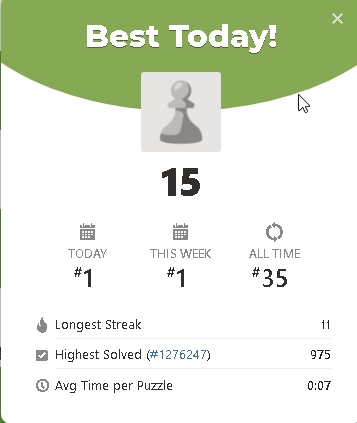 Best Today!
15
TODAY THIS WEEK ALL TIME
#1 #1 #35
Longest Streak 11
Highest Solved (#1276247) 975
Avg Time per Puzzle 0:07